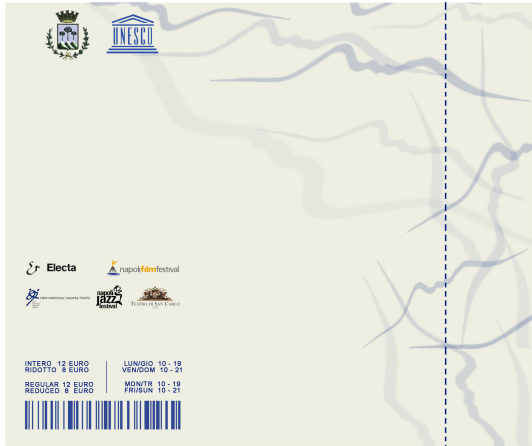 UNESCO
Electa
napolifilmfestival
napoli
jazz
festival
TEATRO DI SAN CARLO
INTERO 12 EURO
RIDOTTO 8 EURO
LUN/GIO 10 - 19
VEN/DOM 10 - 21
REGULAR 12 EURO
REDUCED 8 EURO
MON/TR 10 - 19
FRI/SUN 10 - 21